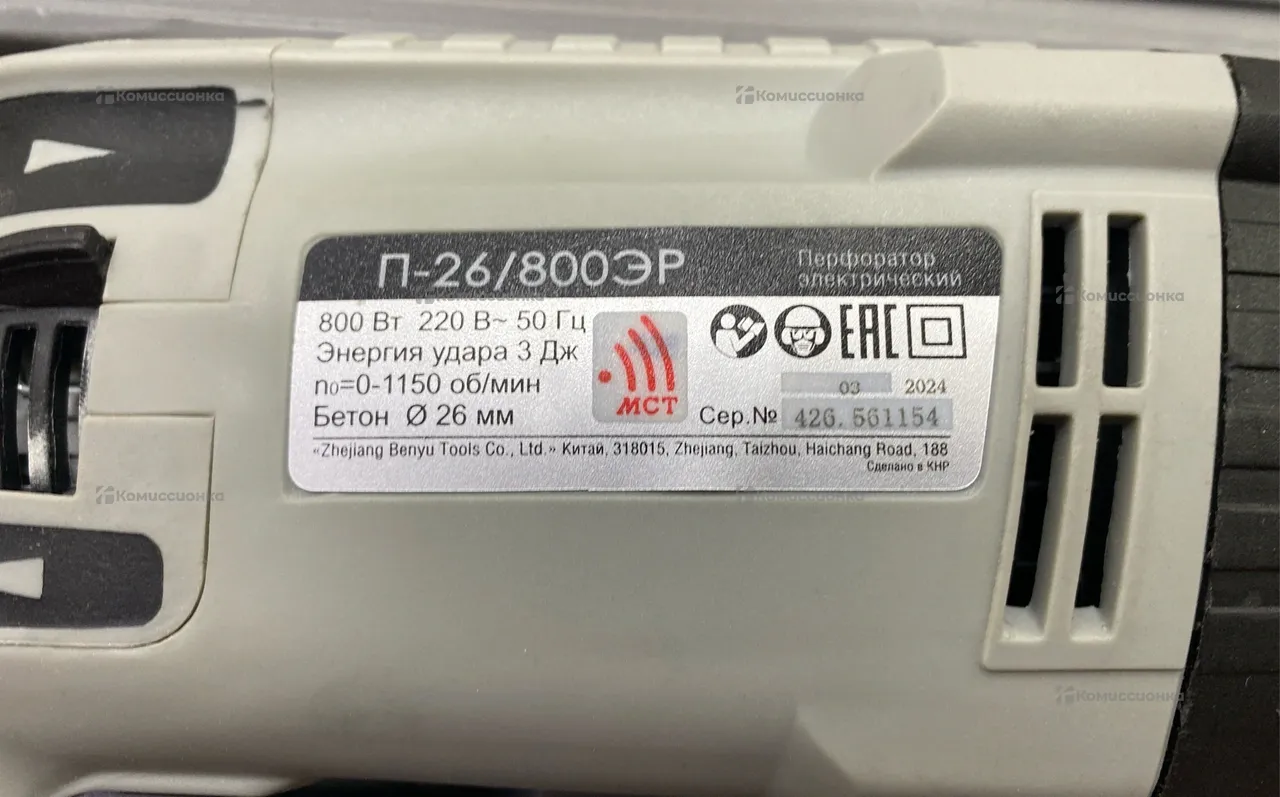 Комиссионка
Комиссионка
П-26/800ЭР
Перфоратор
электрический
Комиссионка
800 Вт 220 В~ 50 Гц
Энергия удара 3 Дж
n₀=0-1150 об/мин
Бетон Ø 26 мм
МСТ
EAC
03 2024
Сер.№ 426.561154
«Zhejiang Benyu Tools Co., Ltd.» Китай, 318015, Zhejiang, Taizhou, Haichang Road, 188
Сделано в КНР
Комиссионка
Комиссионка